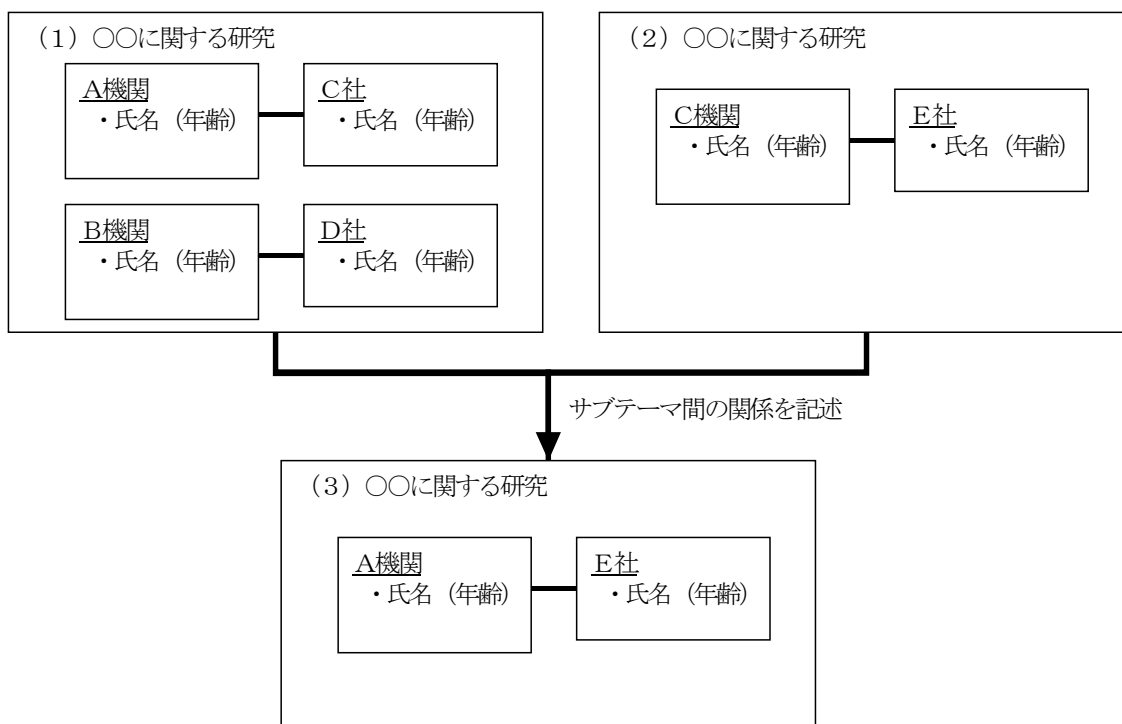 （１）○○に関する研究
Ａ機関
・氏名（年齢）
Ｃ社
・氏名（年齢）
Ｂ機関
・氏名（年齢）
Ｄ社
・氏名（年齢）
（２）○○に関する研究
Ｃ機関
・氏名（年齢）
Ｅ社
・氏名（年齢）
サブテーマ間の関係を記述
（３）○○に関する研究
Ａ機関
・氏名（年齢）
Ｅ社
・氏名（年齢）